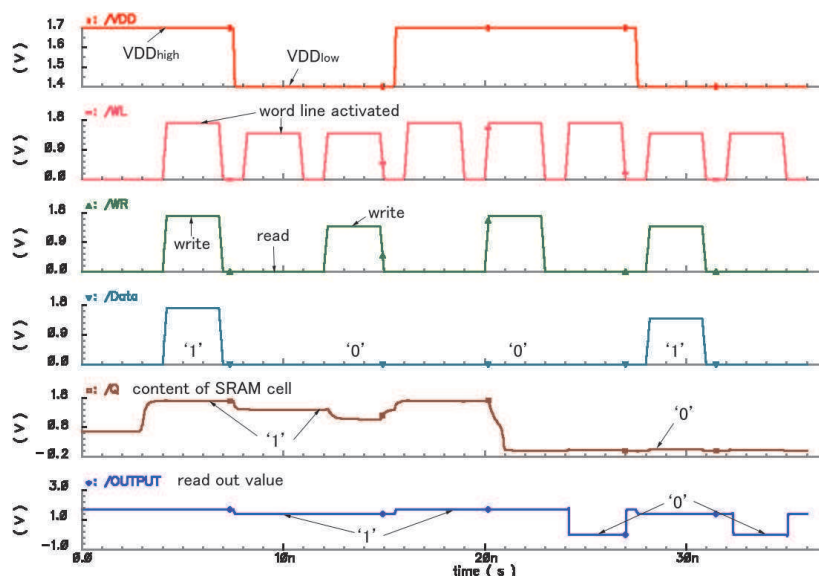 /VDD
(V)
1.7
1.6
1.5
1.4
VDDhigh
VDDlow
/WL
(V)
1.8
0.9
0.0
word line activated
/WR
(V)
1.8
0.9
0.0
write
read
write
/Data
(V)
1.8
0.9
0.0
‘1’
‘0’
‘0’
‘1’
/Q content of SRAM cell
(V)
1.8
0.8
-0.2
‘1’
‘0’
/OUTPUT read out value
(V)
3.0
1.0
-1.0
‘1’
‘0’
0.0
10n
20n
30n
time ( s )